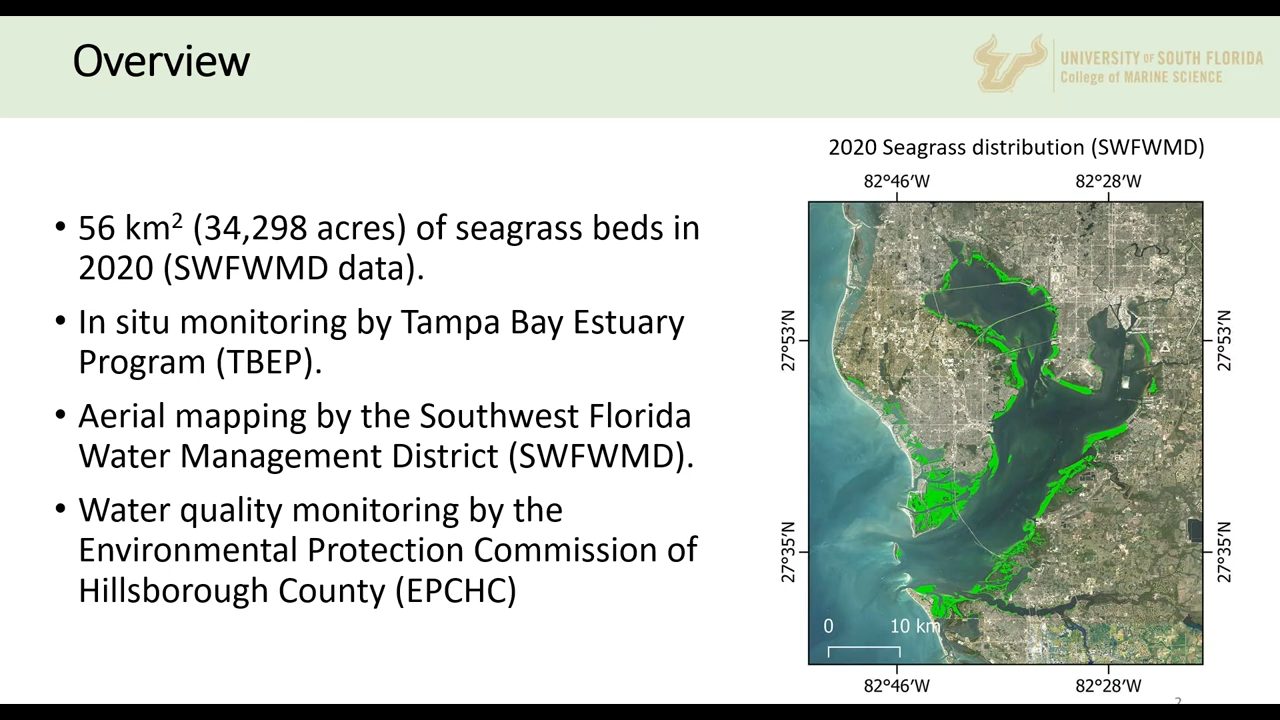 Overview
UNIVERSITY OF SOUTH FLORIDA
College of MARINE SCIENCE
• 56 km² (34,298 acres) of seagrass beds in
2020 (SWFWMD data).
• In situ monitoring by Tampa Bay Estuary
Program (TBEP).
• Aerial mapping by the Southwest Florida
Water Management District (SWFWMD).
• Water quality monitoring by the
Environmental Protection Commission of
Hillsborough County (EPCHC)
2020 Seagrass distribution (SWFWMD)
82°46′W 82°28′W
27°53′N 27°53′N
27°35′N 27°35′N
0 10 km
82°46′W 82°28′W
2